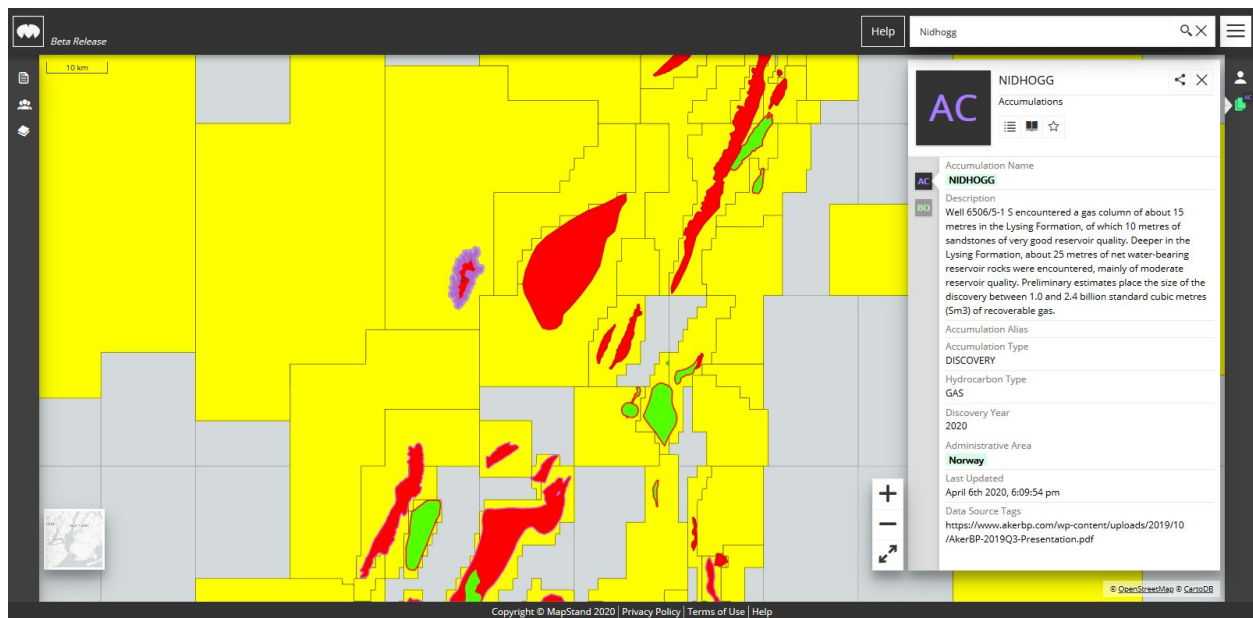 Beta Release
Help
Nidhogg
10 km
AC
NIDHOGG
Accumulations
AC
AC
BO
Accumulation Name
NIDHOGG
Description
Well 6506/5-1 S encountered a gas column of about 15
metres in the Lysing Formation, of which 10 metres of
sandstones of very good reservoir quality. Deeper in the
Lysing Formation, about 25 metres of net water-bearing
reservoir rocks were encountered, mainly of moderate
reservoir quality. Preliminary estimates place the size of the
discovery between 1.0 and 2.4 billion standard cubic metres
(Sm3) of recoverable gas.
Accumulation Alias
Accumulation Type
DISCOVERY
Hydrocarbon Type
GAS
Discovery Year
2020
Administrative Area
Norway
Last Updated
April 6th 2020, 6:09:54 pm
Data Source Tags
https://www.akerbp.com/wp-content/uploads/2019/10
/AkerBP-2019Q3-Presentation.pdf
© OpenStreetMap © CartoDB
Copyright © MapStand 2020 | Privacy Policy | Terms of Use | Help